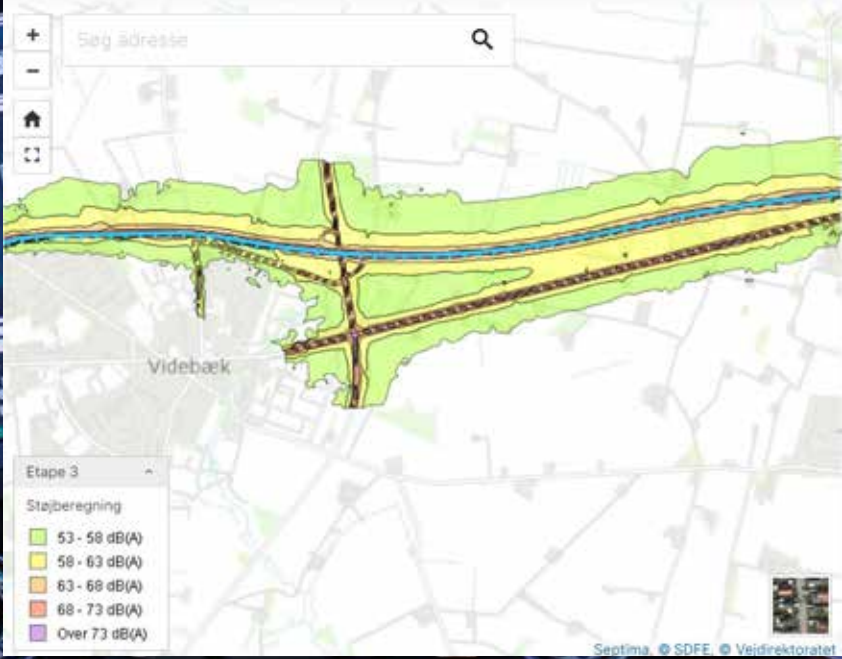 +
Søg adresse
−
Videbæk
Etape 3
Støjberegning
53 - 58 dB(A)
58 - 63 dB(A)
63 - 68 dB(A)
68 - 73 dB(A)
Over 73 dB(A)
Septima, © SDFE, © Vejdirektoratet